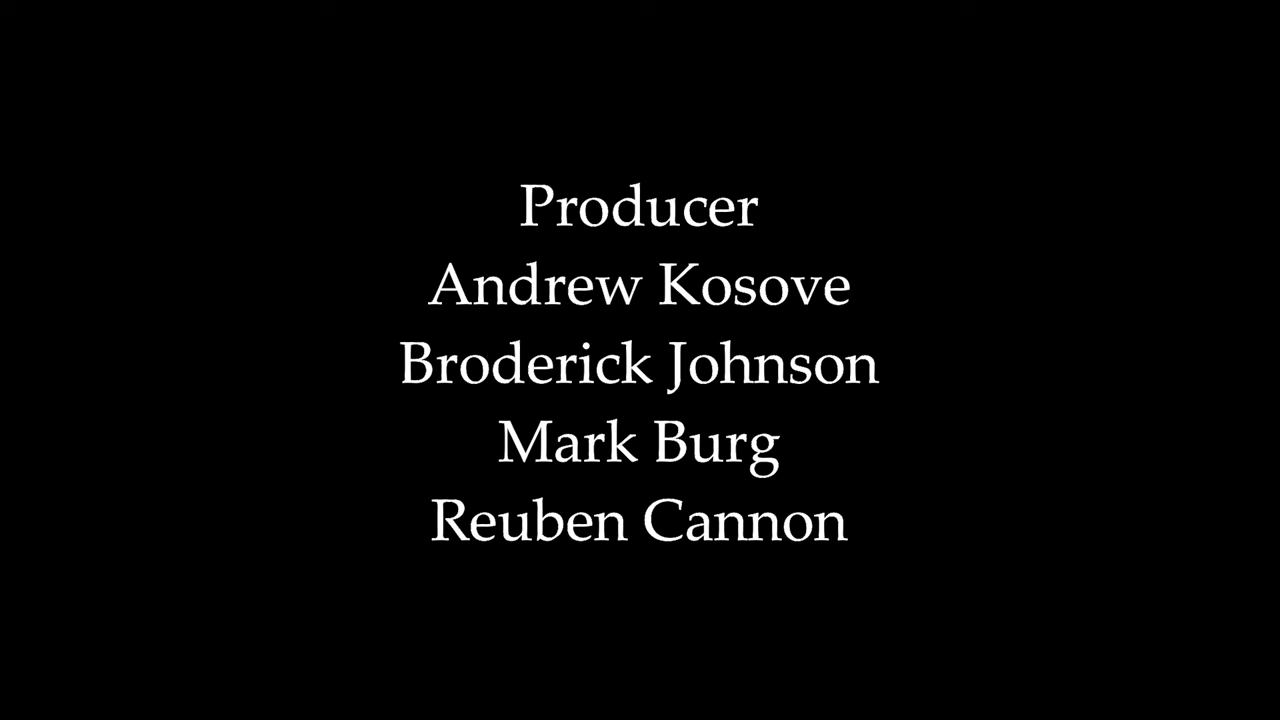 Producer
Andrew Kosove
Broderick Johnson
Mark Burg
Reuben Cannon